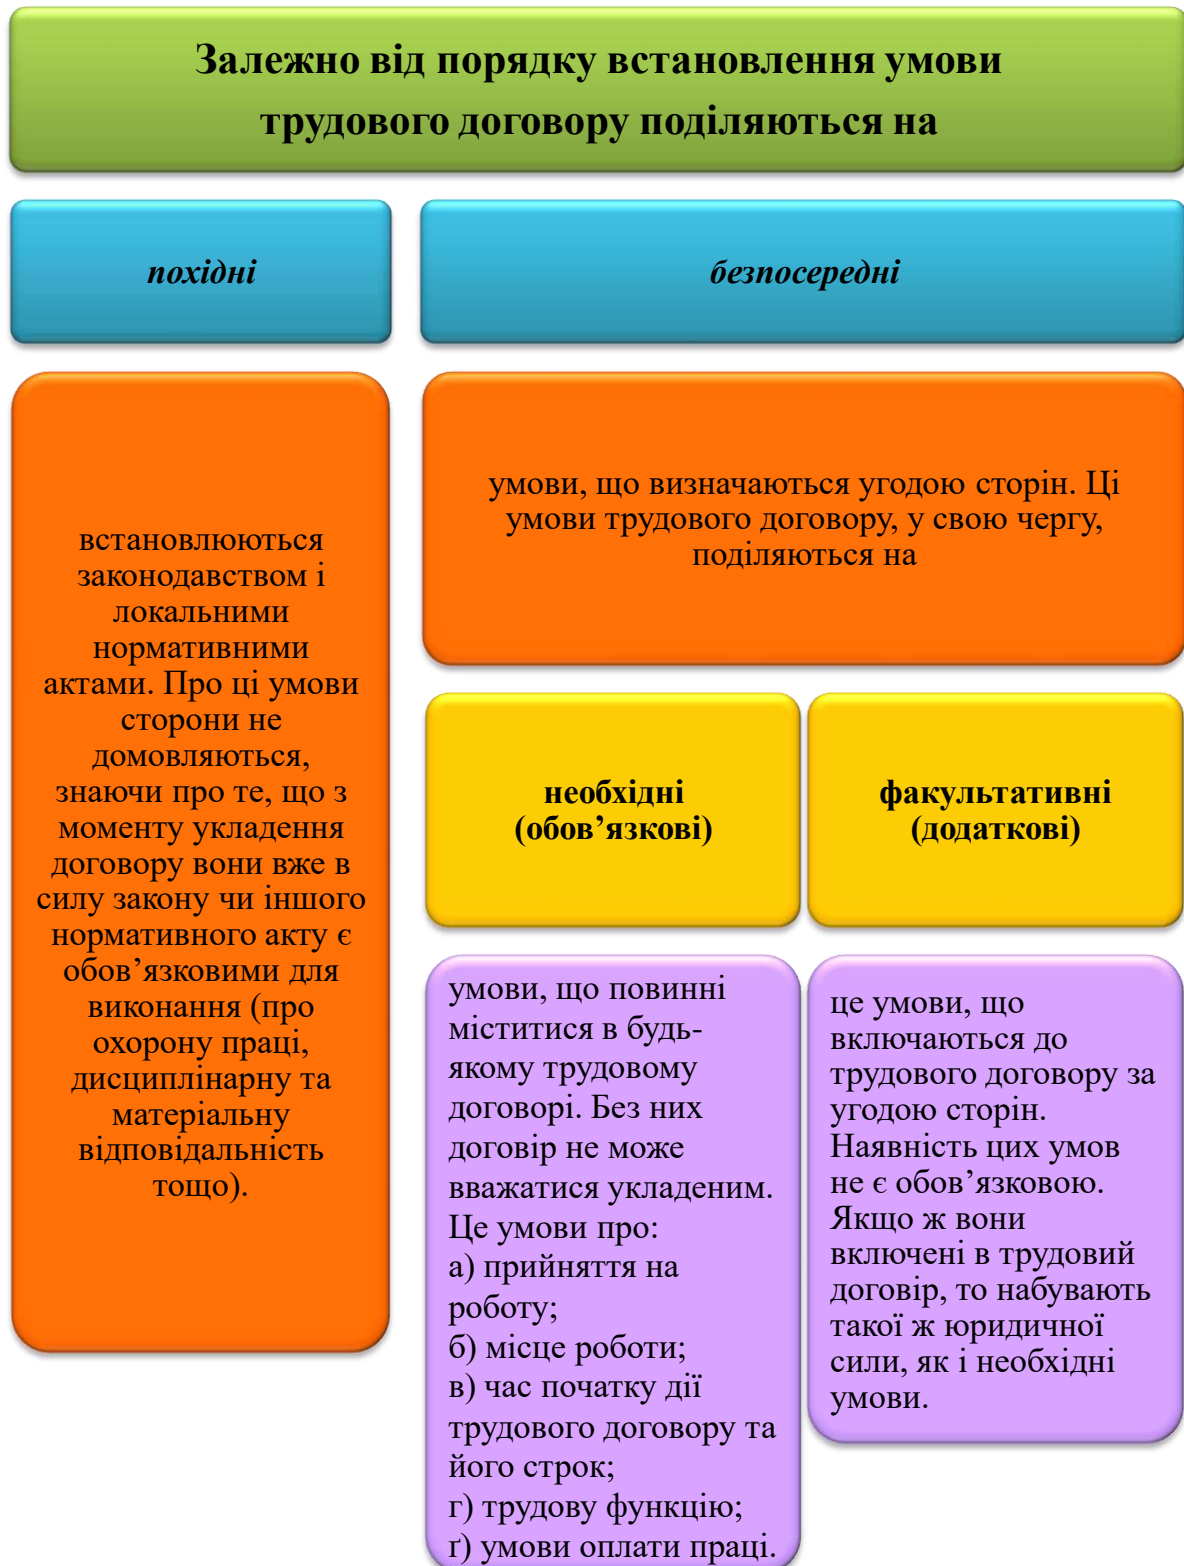 Залежно від порядку встановлення умови
трудового договору поділяються на
похідні
безпосередні
встановлюються
законодавством і
локальними
нормативними
актами. Про ці умови
сторони не
домовляються,
знаючи про те, що з
моменту укладення
договору вони вже в
силу закону чи іншого
нормативного акту є
обов’язковими для
виконання (про
охорону праці,
дисциплінарну та
матеріальну
відповідальність
тощо).
умови, що визначаються угодою сторін. Ці
умови трудового договору, у свою чергу,
поділяються на
необхідні
(обов’язкові)
факультативні
(додаткові)
умови, що повинні
міститися в будь-
якому трудовому
договорі. Без них
договір не може
вважатися укладеним.
Це умови про:
а) прийняття на
роботу;
б) місце роботи;
в) час початку дії
трудового договору та
його строк;
г) трудову функцію;
ґ) умови оплати праці.
це умови, що
включаються до
трудового договору за
угодою сторін.
Наявність цих умов
не є обов’язковою.
Якщо ж вони
включені в трудовий
договір, то набувають
такої ж юридичної
сили, як і необхідні
умови.